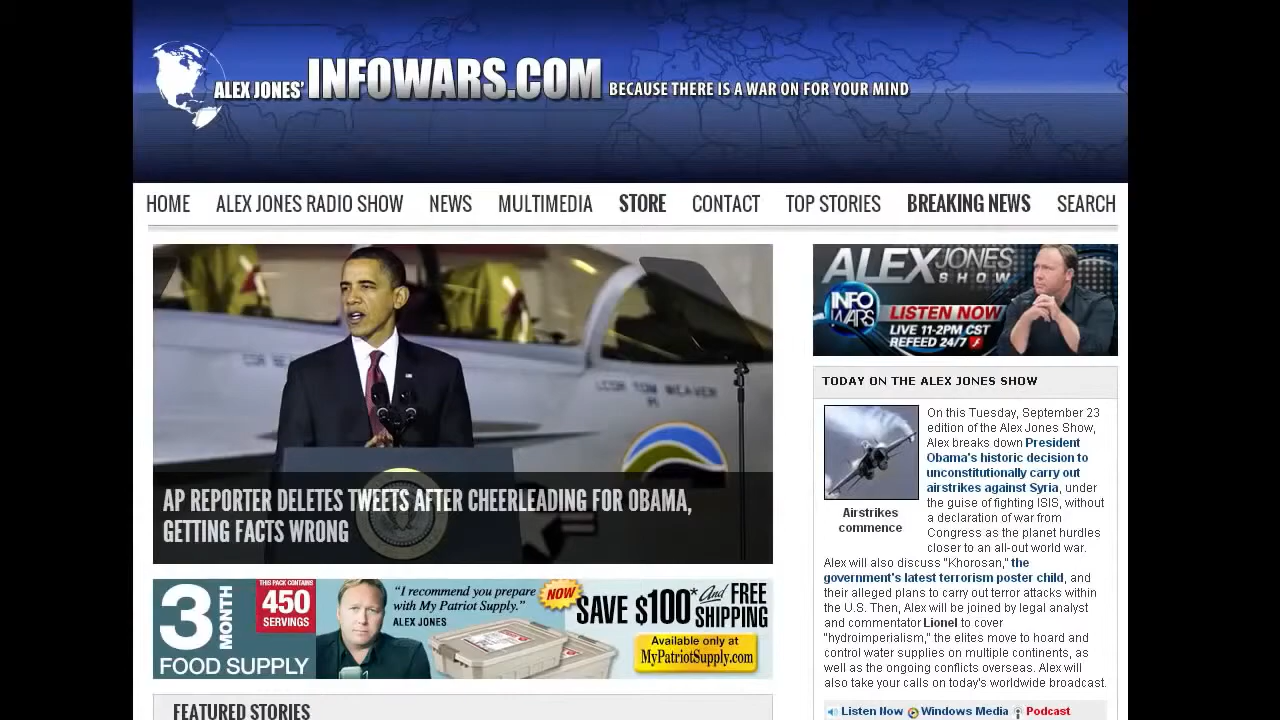 ALEX JONES' INFOWARS.COM BECAUSE THERE IS A WAR ON FOR YOUR MIND
HOME ALEX JONES RADIO SHOW NEWS MULTIMEDIA STORE CONTACT TOP STORIES BREAKING NEWS SEARCH
AP REPORTER DELETES TWEETS AFTER CHEERLEADING FOR OBAMA,
GETTING FACTS WRONG
3 MONTH
FOOD SUPPLY
THIS PACK CONTAINS
450
SERVINGS
"I recommend you prepare
with My Patriot Supply."
ALEX JONES
NOW
SAVE $100* And FREE
SHIPPING
Available only at
MyPatriotSupply.com
FEATURED STORIES
ALEX JONES
SHOW
INFO
WARS
LISTEN NOW
LIVE 11-2PM CST
REFEED 24/7
TODAY ON THE ALEX JONES SHOW
Airstrikes
commence
On this Tuesday, September 23
edition of the Alex Jones Show,
Alex breaks down President
Obama's historic decision to
unconstitutionally carry out
airstrikes against Syria, under
the guise of fighting ISIS, without
a declaration of war from
Congress as the planet hurdles
closer to an all-out world war.
Alex will also discuss "Khorosan," the
government's latest terrorism poster child, and
their alleged plans to carry out terror attacks within
the U.S. Then, Alex will be joined by legal analyst
and commentator Lionel to cover
"hydroimperialism," the elites move to hoard and
control water supplies on multiple continents, as
well as the ongoing conflicts overseas. Alex will
also take your calls on today's worldwide broadcast.
Listen Now Windows Media Podcast